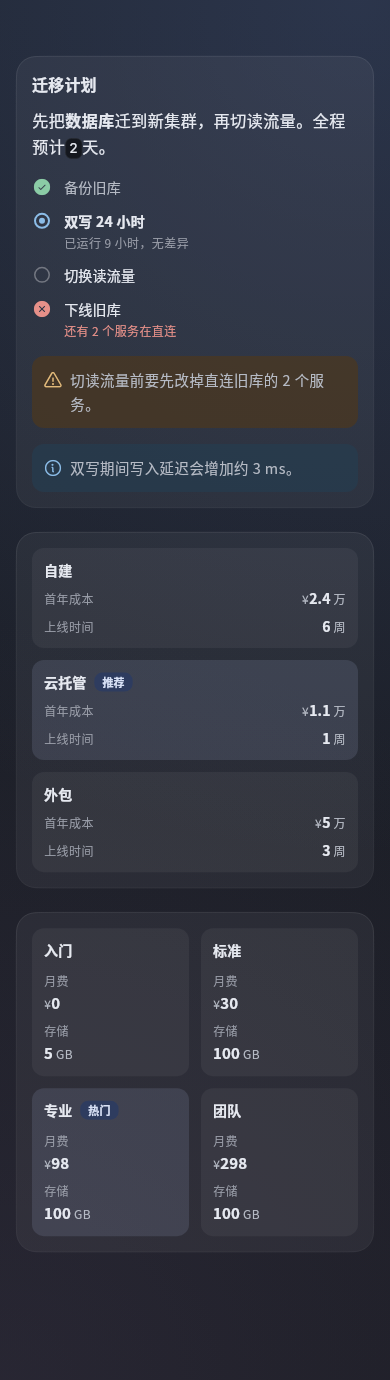 迁移计划
先把数据库迁到新集群，再切读流量。全程
预计2天。
备份旧库
双写 24 小时
已运行 9 小时，无差异
切换读流量
下线旧库
还有 2 个服务在直连
切读流量前要先改掉直连旧库的 2 个服
务。
双写期间写入延迟会增加约 3 ms。
自建
首年成本 ¥2.4 万
上线时间 6 周
云托管 推荐
首年成本 ¥1.1 万
上线时间 1 周
外包
首年成本 ¥5 万
上线时间 3 周
入门
月费
¥0
存储
5 GB
标准
月费
¥30
存储
100 GB
专业 热门
月费
¥98
存储
100 GB
团队
月费
¥298
存储
100 GB